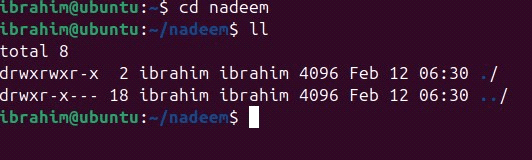 ibrahim@ubuntu:~$ cd nadeem
ibrahim@ubuntu:~/nadeem$ ll
total 8
drwxrwxr-x  2 ibrahim ibrahim 4096 Feb 12 06:30 ./
drwxr-x--- 18 ibrahim ibrahim 4096 Feb 12 06:30 ../
ibrahim@ubuntu:~/nadeem$